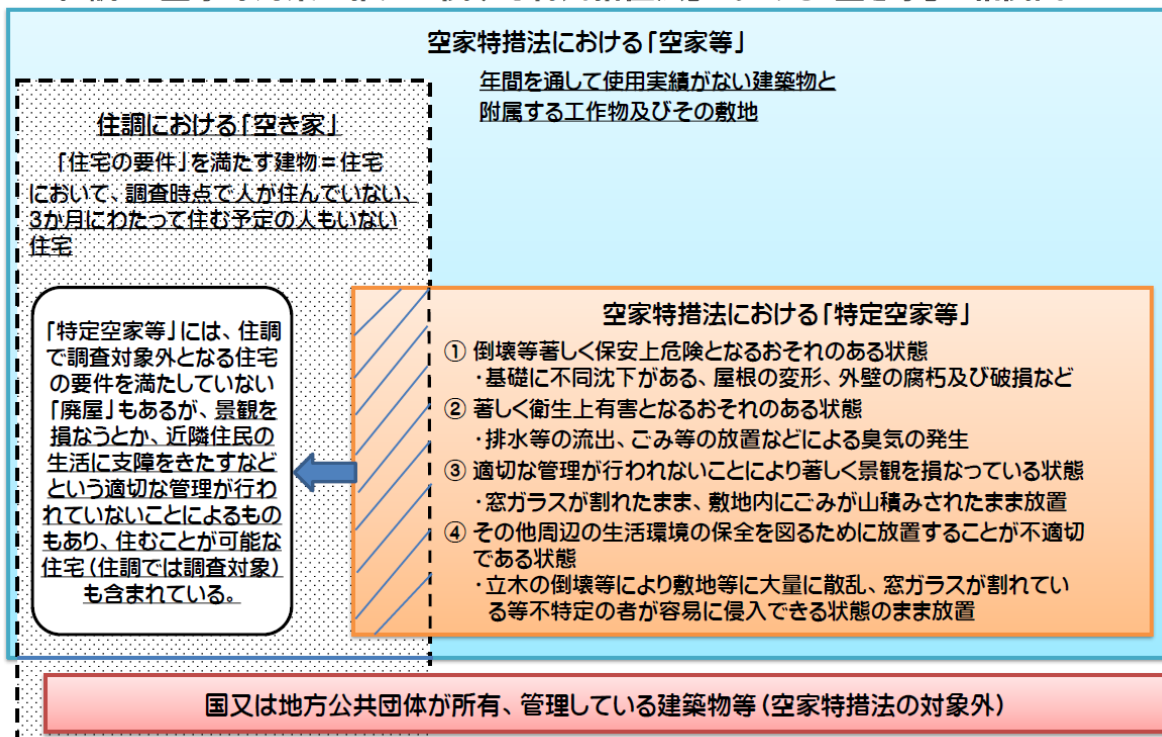 空家特措法における「空家等」
年間を通して使用実績がない建築物と
附属する工作物及びその敷地
住調における「空き家」
「住宅の要件」を満たす建物＝住宅
において、調査時点で人が住んでいない、
3か月にわたって住む予定の人もいない
住宅
「特定空家等」には、住調
で調査対象外となる住宅
の要件を満たしていない
「廃屋」もあるが、景観を
損なうとか、近隣住民の
生活に支障をきたすなど
という適切な管理が行わ
れていないことによるもの
もあり、住むことが可能な
住宅（住調では調査対象）
も含まれている。
空家特措法における「特定空家等」
① 倒壊等著しく保安上危険となるおそれのある状態
・基礎に不同沈下がある、屋根の変形、外壁の腐朽及び破損など
② 著しく衛生上有害となるおそれのある状態
・排水等の流出、ごみ等の放置などによる臭気の発生
③ 適切な管理が行われないことにより著しく景観を損なっている状態
・窓ガラスが割れたまま、敷地内にごみが山積みされたまま放置
④ その他周辺の生活環境の保全を図るために放置することが不適切
である状態
・立木の倒壊等により敷地等に大量に散乱、窓ガラスが割れてい
る等不特定の者が容易に侵入できる状態のまま放置
国又は地方公共団体が所有、管理している建築物等（空家特措法の対象外）